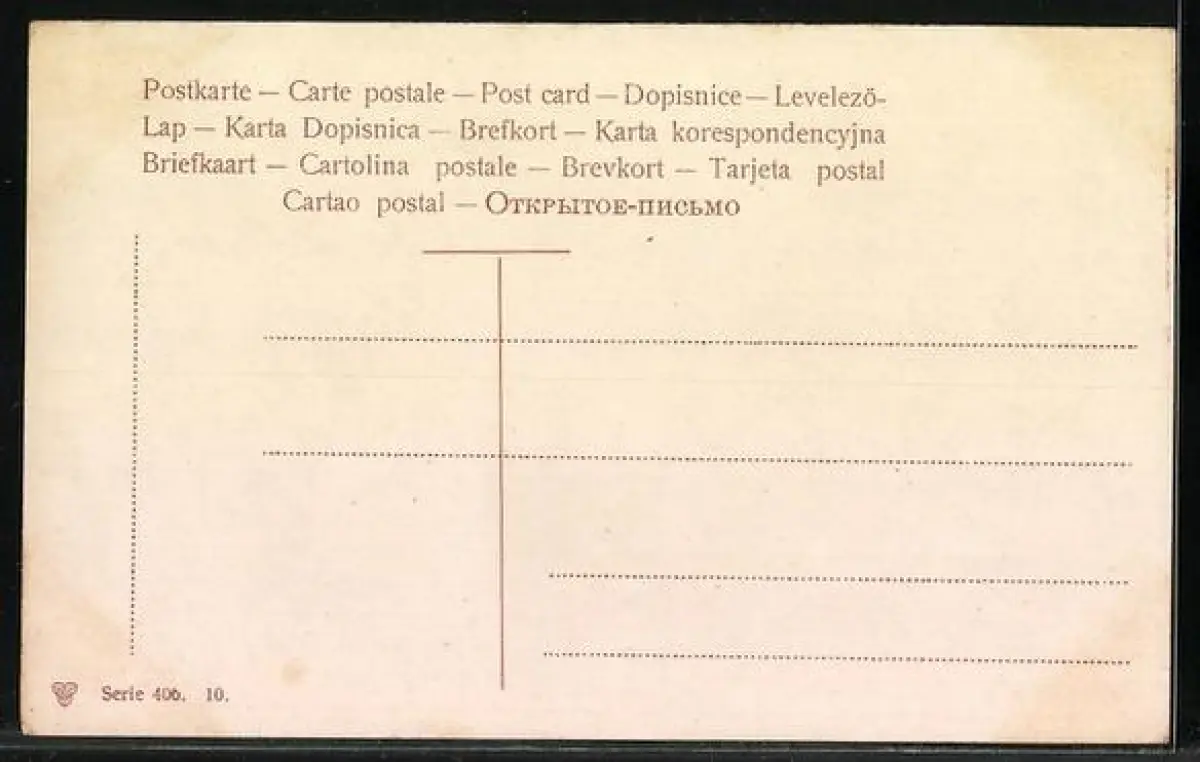 Postkarte — Carte postale — Post card — Dopisnice — Levelező-
Lap — Karta Dopisnica — Brefkort — Karta korespondencyjna
Briefkaart — Cartolina postale — Brevkort — Tarjeta postal
Cartao postal — Открытое-письмо
Serie 406. 10.